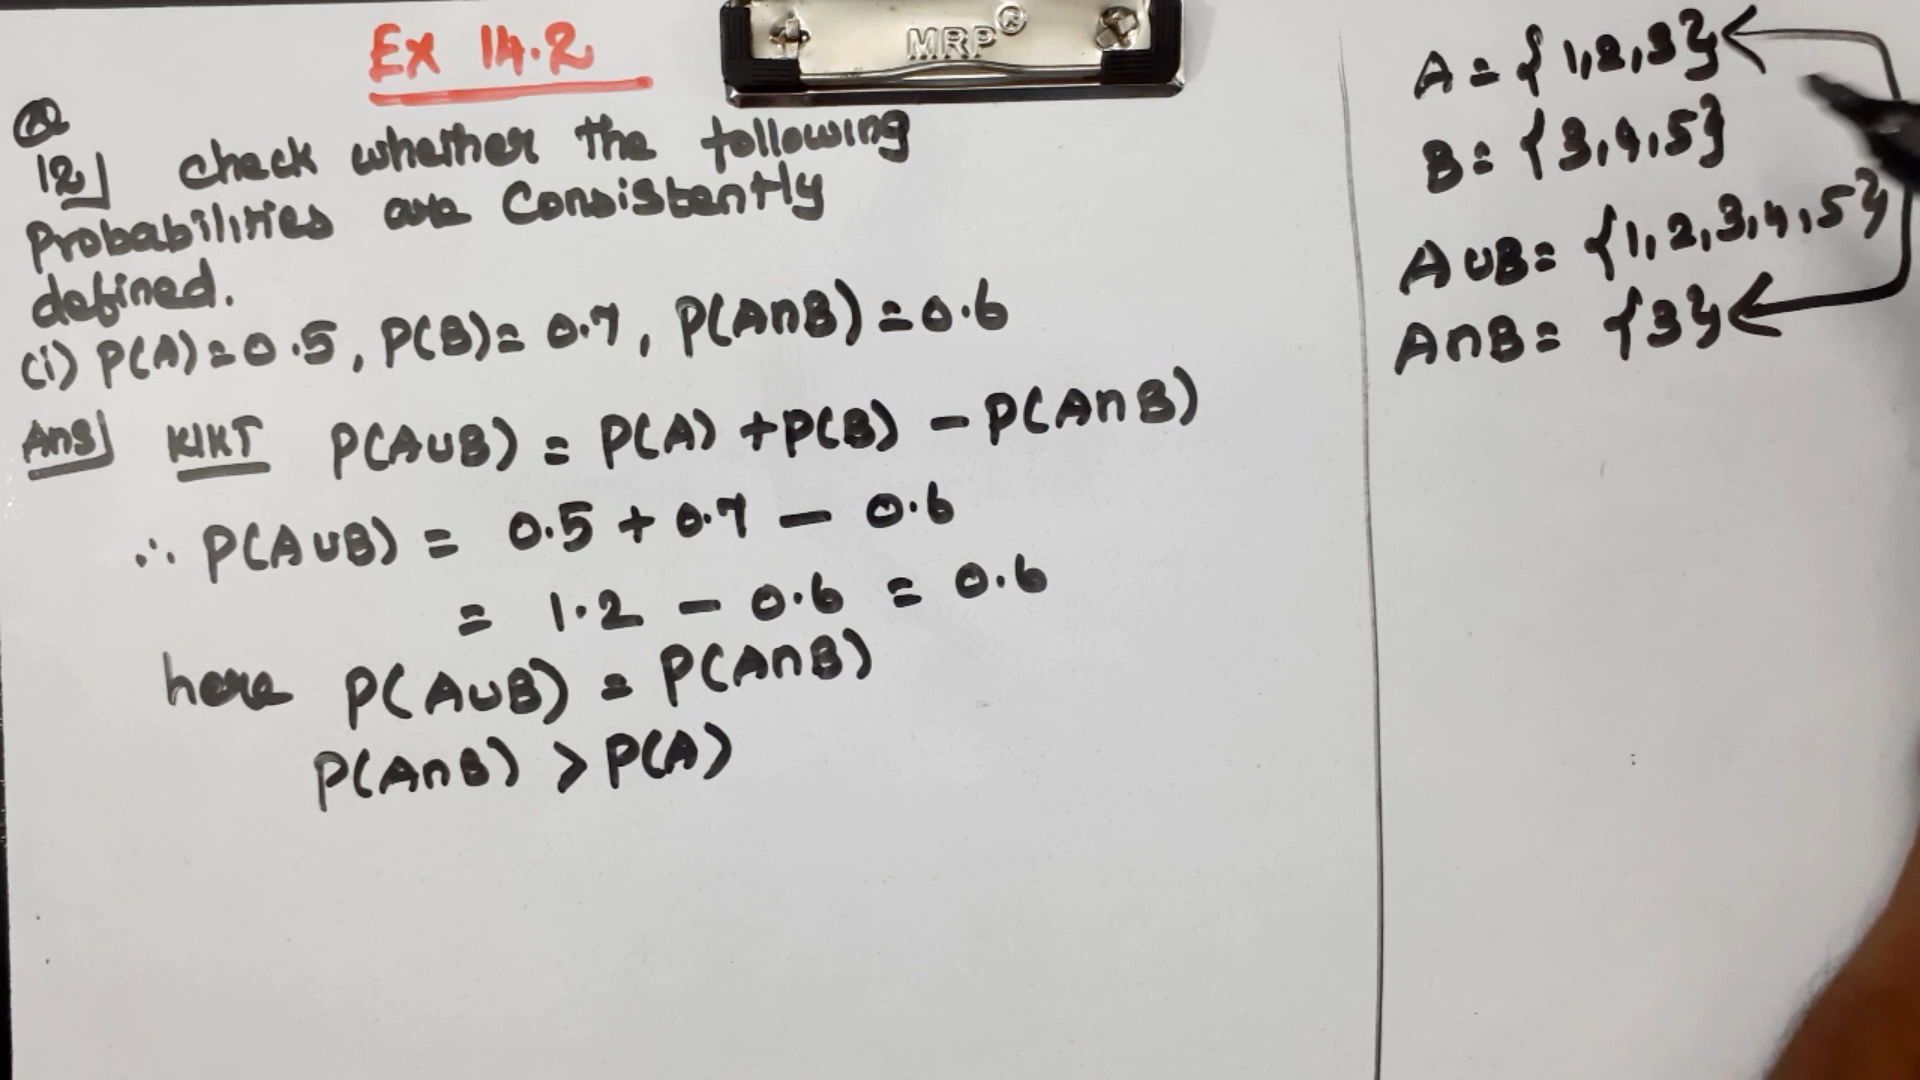 Ex 14.2
MRP®
Q
12] Check whether the following
Probabilities are Consistently
defined.
(i) P(A)=0.5, P(B)=0.7, P(A∩B)=0.6
Ans] WKT P(A∪B) = P(A) +P(B) - P(A∩B)
∴ P(A∪B) = 0.5 + 0.7 - 0.6
= 1.2 - 0.6 = 0.6
here P(A∪B) = P(A∩B)
P(A∩B) > P(A)
A = {1,2,3}
B = {3,4,5}
A∪B = {1,2,3,4,5}
A∩B = {3}